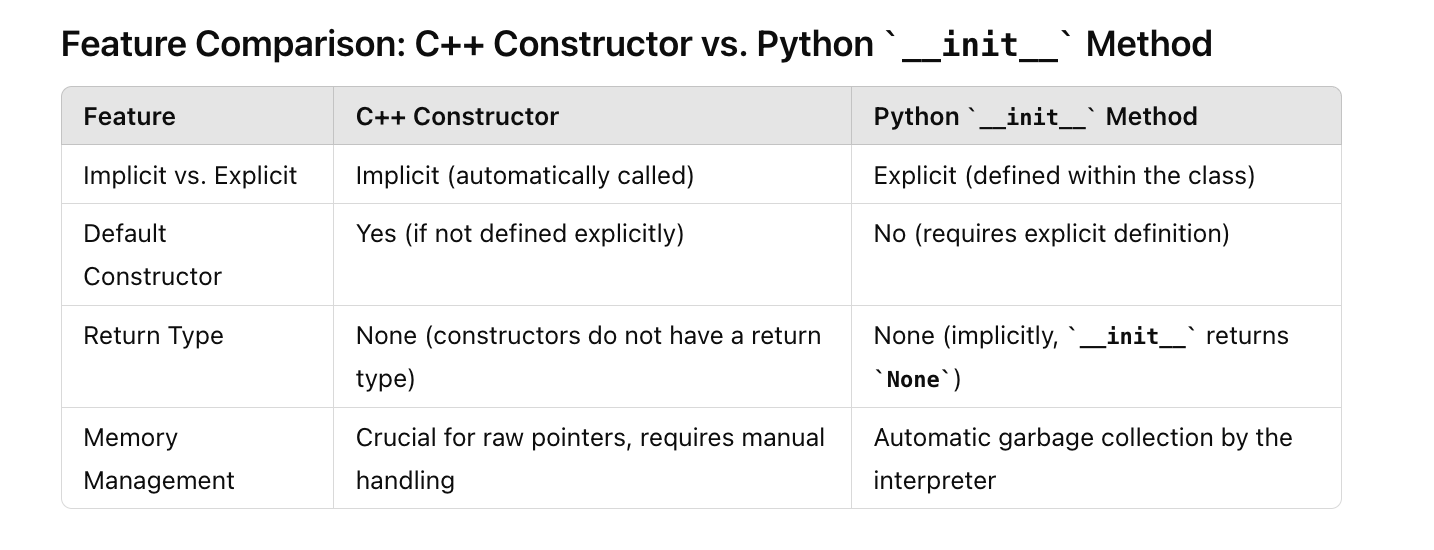 Feature Comparison: C++ Constructor vs. Python `__init__` Method
Feature C++ Constructor Python `__init__` Method
Implicit vs. Explicit Implicit (automatically called) Explicit (defined within the class)
Default Yes (if not defined explicitly) No (requires explicit definition)
Constructor
Return Type None (constructors do not have a return None (implicitly, `__init__` returns
type) `None`)
Memory Crucial for raw pointers, requires manual Automatic garbage collection by the
Management handling interpreter